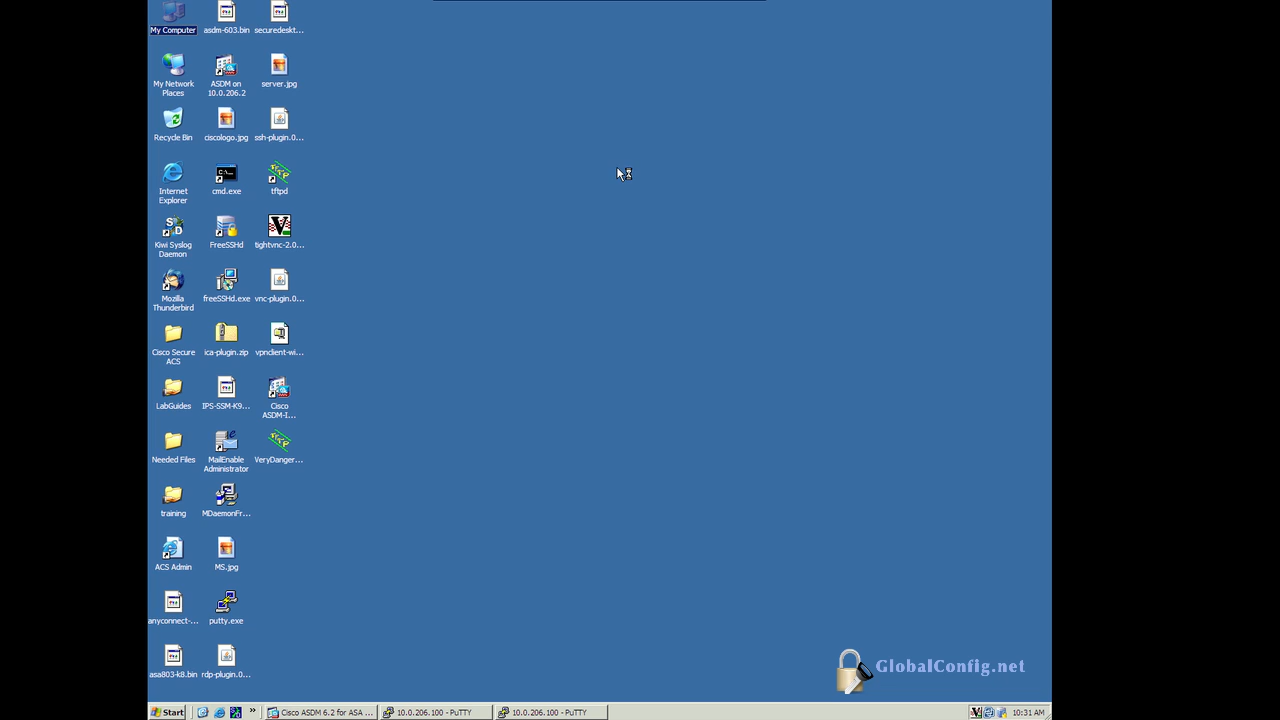 My Computer
asdm-603.bin
securedeskt...
My Network
Places
ASDM on
10.0.206.2
server.jpg
Recycle Bin
ciscologo.jpg
ssh-plugin.0...
Internet
Explorer
cmd.exe
tftpd
Kiwi Syslog
Daemon
FreeSSHd
tightvnc-2.0...
Mozilla
Thunderbird
freeSSHd.exe
vnc-plugin.0...
Cisco Secure
ACS
ica-plugin.zip
vpnclient-wi...
LabGuides
IPS-SSM-K9...
Cisco
ASDM-I...
Needed Files
MailEnable
Administrator
VeryDanger...
training
MDaemonFr...
ACS Admin
MS.jpg
anyconnect-...
putty.exe
asa803-k8.bin
rdp-plugin.0...
GlobalConfig.net
Start
Cisco ASDM 6.2 for ASA ...
10.0.206.100 - PuTTY
10.0.206.100 - PuTTY
10:31 AM